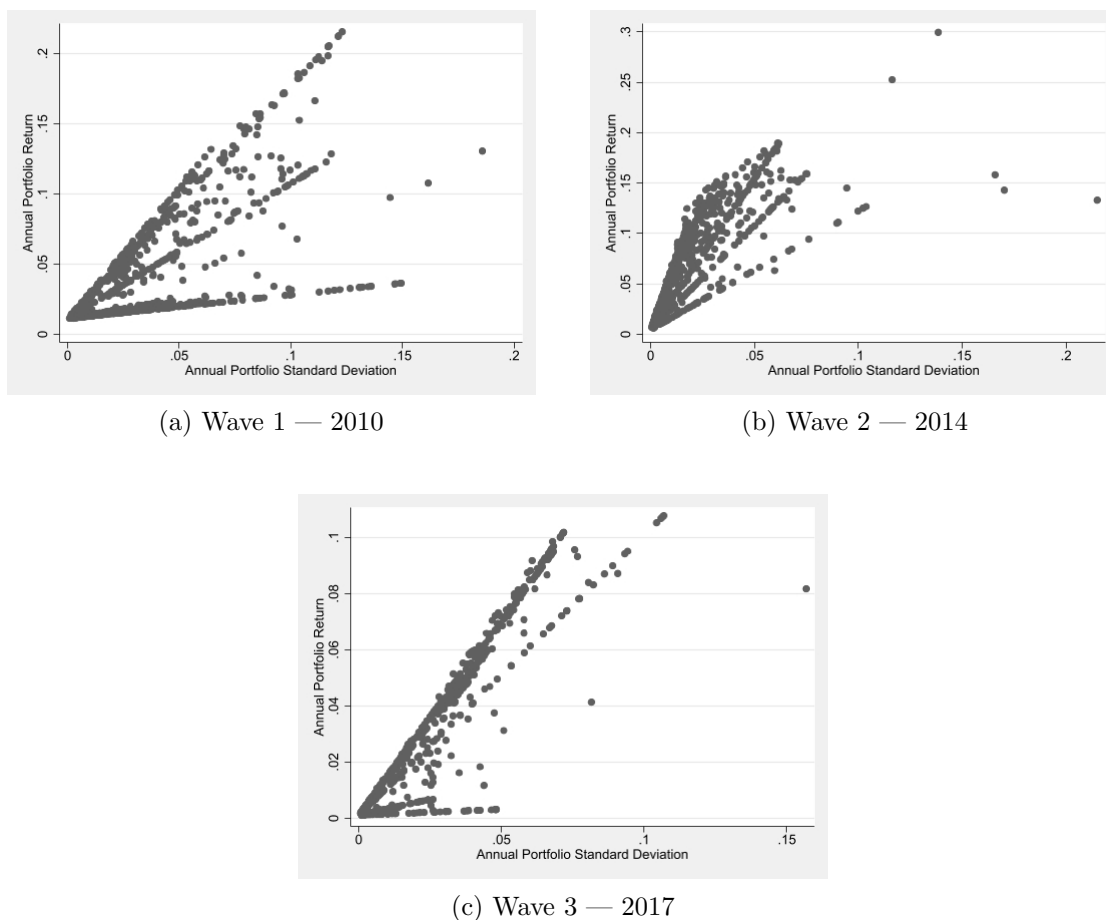 Annual Portfolio Return
0 .05 .1 .15 .2
0 .05 .1 .15 .2
Annual Portfolio Standard Deviation
(a) Wave 1 — 2010
Annual Portfolio Return
0 .05 .1 .15 .2 .25 .3
0 .05 .1 .15 .2
Annual Portfolio Standard Deviation
(b) Wave 2 — 2014
Annual Portfolio Return
0 .02 .04 .06 .08 .1
0 .05 .1 .15
Annual Portfolio Standard Deviation
(c) Wave 3 — 2017